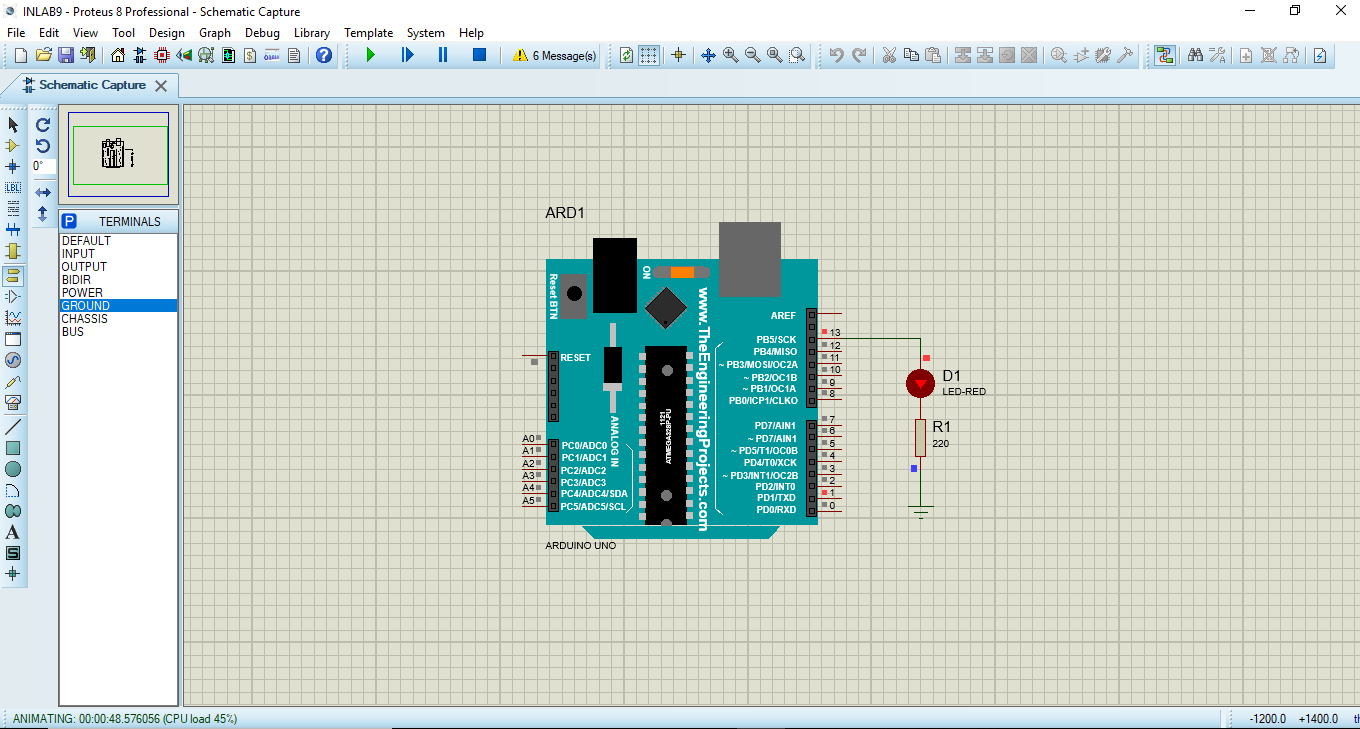 INLAB9 - Proteus 8 Professional - Schematic Capture
File Edit View Tool Design Graph Debug Library Template System Help
6 Message(s)
Schematic Capture
0°
LBL
P TERMINALS
DEFAULT
INPUT
OUTPUT
BIDIR
POWER
GROUND
CHASSIS
BUS
A
S
ARD1
Reset BTN
ON
www.TheEngineeringProjects.com
RESET
ANALOG IN
1121
ATMEGA328P-PU
A0 PC0/ADC0
A1 PC1/ADC1
A2 PC2/ADC2
A3 PC3/ADC3
A4 PC4/ADC4/SDA
A5 PC5/ADC5/SCL
AREF
PB5/SCK 13
PB4/MISO 12
~ PB3/MOSI/OC2A 11
~ PB2/OC1B 10
~ PB1/OC1A 9
PB0/ICP1/CLKO 8
PD7/AIN1 7
~ PD7/AIN1 6
~ PD5/T1/OC0B 5
PD4/T0/XCK 4
~ PD3/INT1/OC2B 3
PD2/INT0 2
PD1/TXD 1
PD0/RXD 0
ARDUINO UNO
D1
LED-RED
R1
220
ANIMATING: 00:00:48.576056 (CPU load 45%)
-1200.0 +1400.0 th